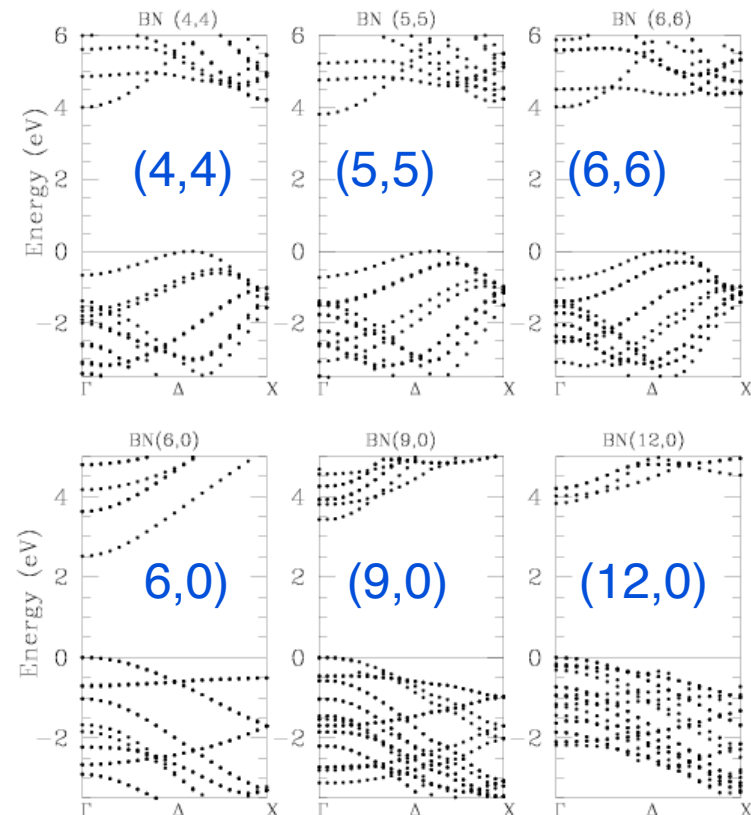 BN (4,4) BN (5,5) BN (6,6)
6 6 6
4 4 4
Energy (eV)
(4,4) (5,5) (6,6)
2 2 2
0 0 0
−2 −2 −2
Γ Δ X Γ Δ X Γ Δ X
BN(6,0) BN(9,0) BN(12,0)
4 4 4
Energy (eV)
6,0) (9,0) (12,0)
2 2 2
0 0 0
−2 −2 −2
Γ Δ X Γ Δ X Γ Δ X